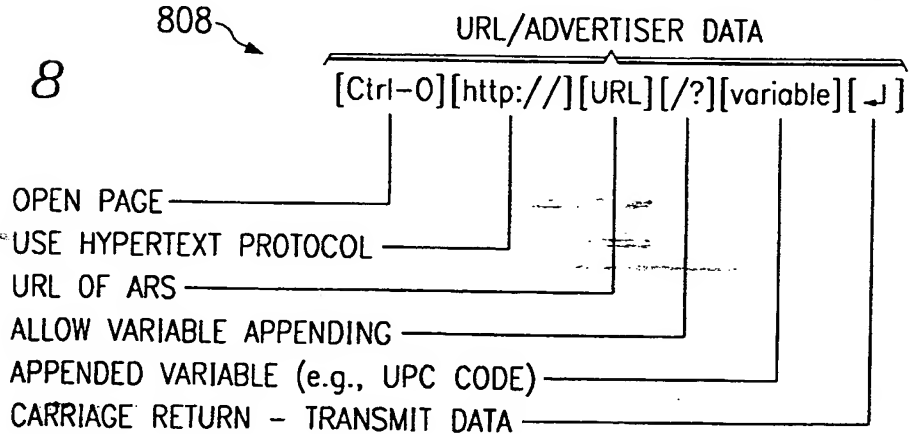 808
URL/ADVERTISER DATA
8
[Ctrl-O][http://][URL][/?][variable][↵]
OPEN PAGE
USE HYPERTEXT PROTOCOL
URL OF ARS
ALLOW VARIABLE APPENDING
APPENDED VARIABLE (e.g., UPC CODE)
CARRIAGE RETURN - TRANSMIT DATA